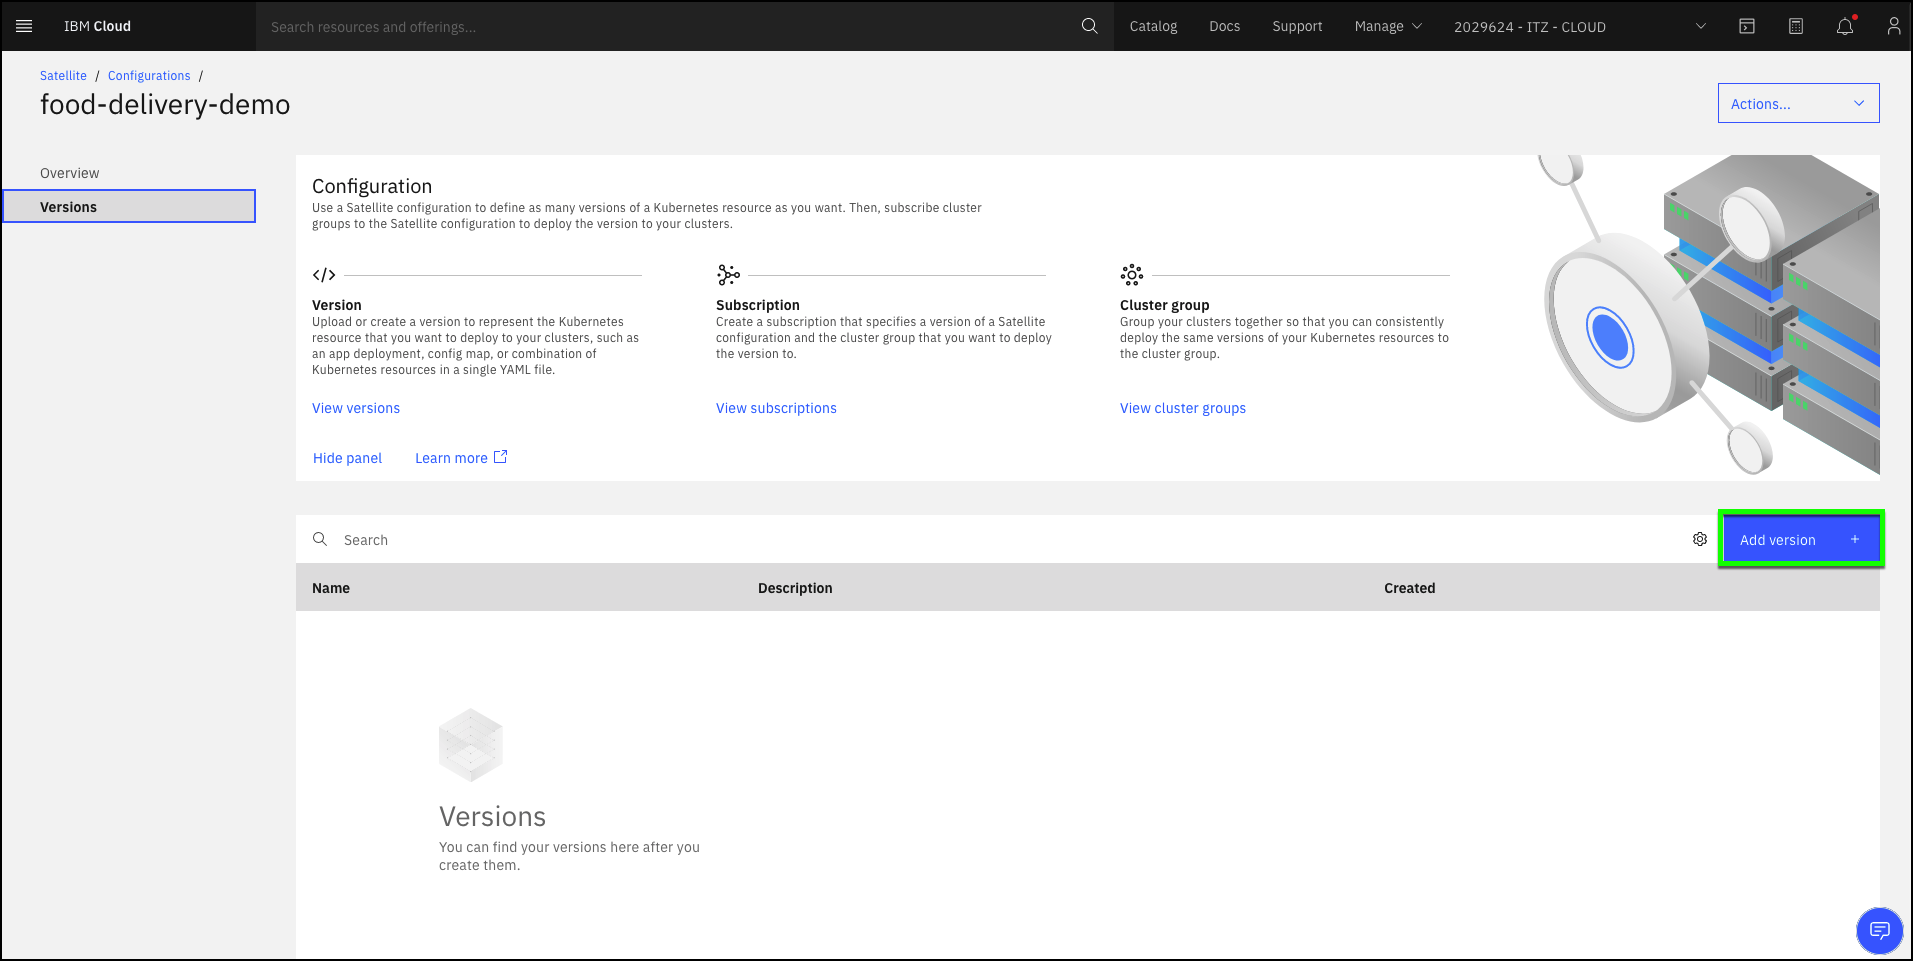 IBM Cloud
Search resources and offerings...
Catalog
Docs
Support
Manage
2029624 - ITZ - CLOUD
Satellite / Configurations /
food-delivery-demo
Actions...
Overview
Versions
Configuration
Use a Satellite configuration to define as many versions of a Kubernetes resource as you want. Then, subscribe cluster
groups to the Satellite configuration to deploy the version to your clusters.
Version
Upload or create a version to represent the Kubernetes
resource that you want to deploy to your clusters, such as
an app deployment, config map, or combination of
Kubernetes resources in a single YAML file.
View versions
Subscription
Create a subscription that specifies a version of a Satellite
configuration and the cluster group that you want to deploy
the version to.
View subscriptions
Cluster group
Group your clusters together so that you can consistently
deploy the same versions of your Kubernetes resources to
the cluster group.
View cluster groups
Hide panel
Learn more
Search
Add version +
Name
Description
Created
Versions
You can find your versions here after you
create them.